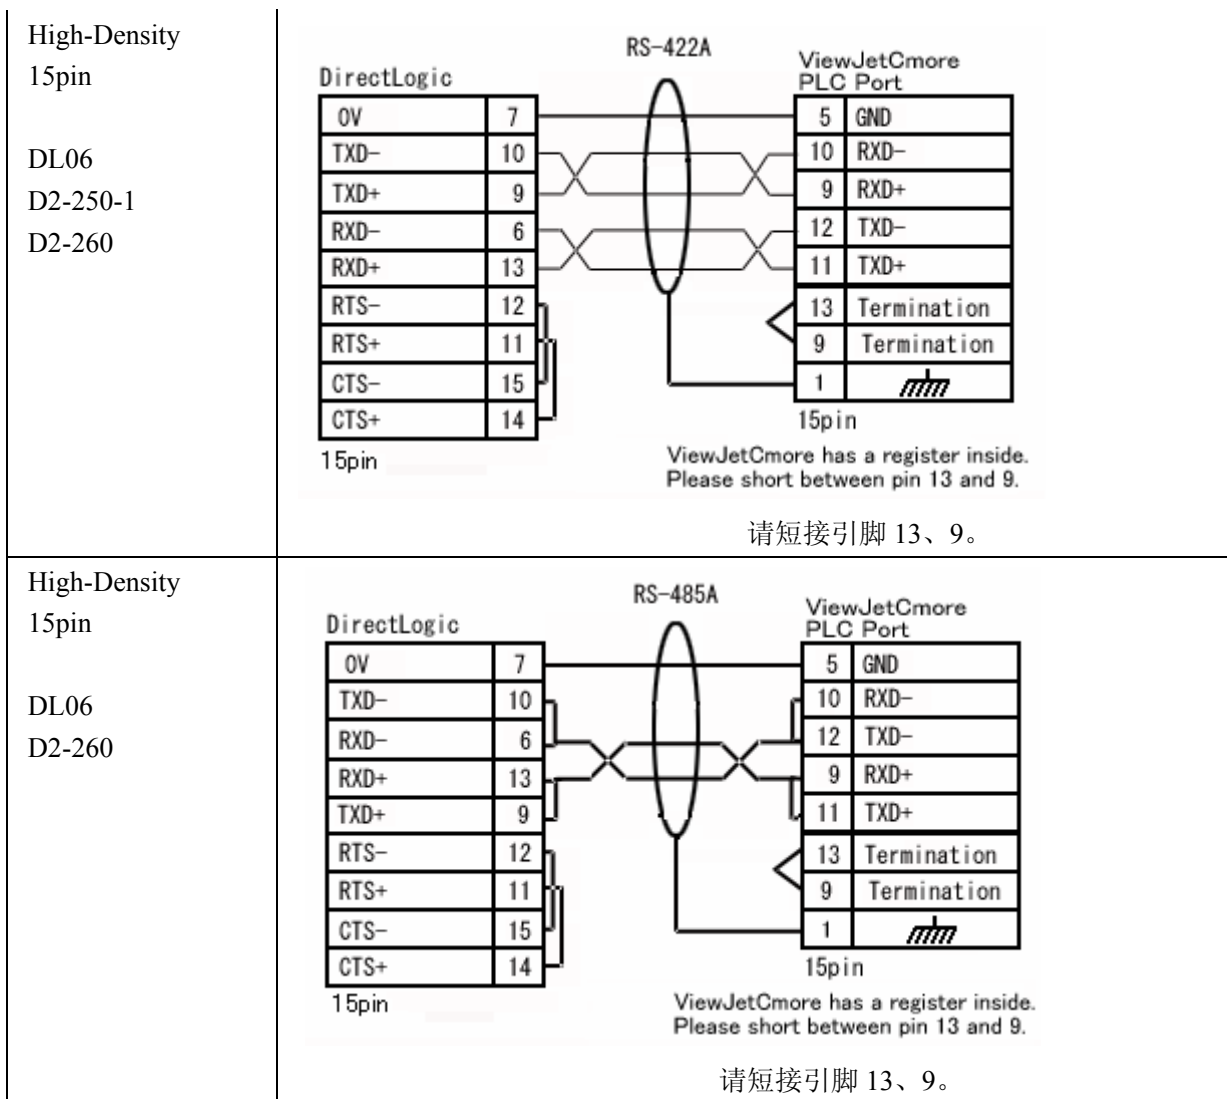 High-Density
15pin
DL06
D2-250-1
D2-260
RS-422A
DirectLogic
ViewJetCmore
PLC Port
0V 7 5 GND
TXD- 10 10 RXD-
TXD+ 9 9 RXD+
RXD- 6 12 TXD-
RXD+ 13 11 TXD+
RTS- 12 13 Termination
RTS+ 11 9 Termination
CTS- 15 1
CTS+ 14
15pin
15pin
ViewJetCmore has a register inside.
Please short between pin 13 and 9.
请短接引脚 13、9。
High-Density
15pin
DL06
D2-260
RS-485A
DirectLogic
ViewJetCmore
PLC Port
0V 7 5 GND
TXD- 10 10 RXD-
RXD- 6 12 TXD-
RXD+ 13 9 RXD+
TXD+ 9 11 TXD+
RTS- 12 13 Termination
RTS+ 11 9 Termination
CTS- 15 1
CTS+ 14
15pin
15pin
ViewJetCmore has a register inside.
Please short between pin 13 and 9.
请短接引脚 13、9。